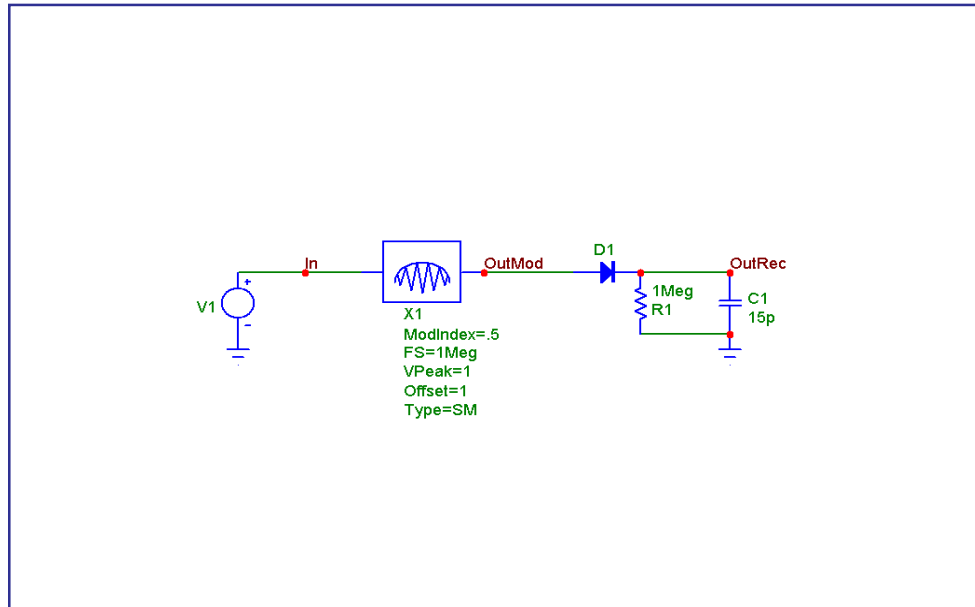 In
OutMod
D1
OutRec
V1
X1
ModIndex=.5
FS=1Meg
VPeak=1
Offset=1
Type=SM
1Meg
R1
C1
15p